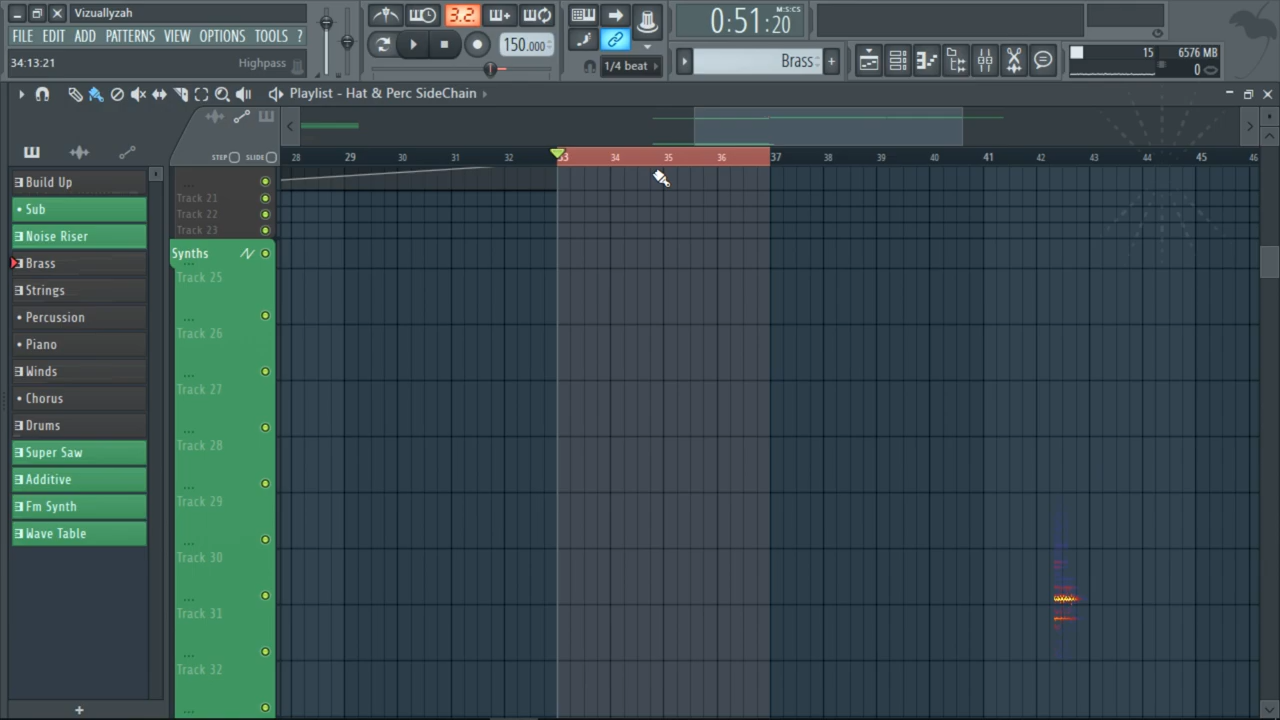 Vizuallyzah
FILE EDIT ADD PATTERNS VIEW OPTIONS TOOLS ?
34:13:21
Highpass
3.2.
150.000
1/4 beat
0:51:20
M:S:CS
Brass
15
6576 MB
0
Playlist - Hat & Perc SideChain
STEP SLIDE
28 29 30 31 32 33 34 35 36 37 38 39 40 41 42 43 44 45 46
Build Up
Sub
Noise Riser
Brass
Strings
Percussion
Piano
Winds
Chorus
Drums
Super Saw
Additive
Fm Synth
Wave Table
+
Track 21
Track 22
Track 23
Synths
Track 25
Track 26
Track 27
Track 28
Track 29
Track 30
Track 31
Track 32